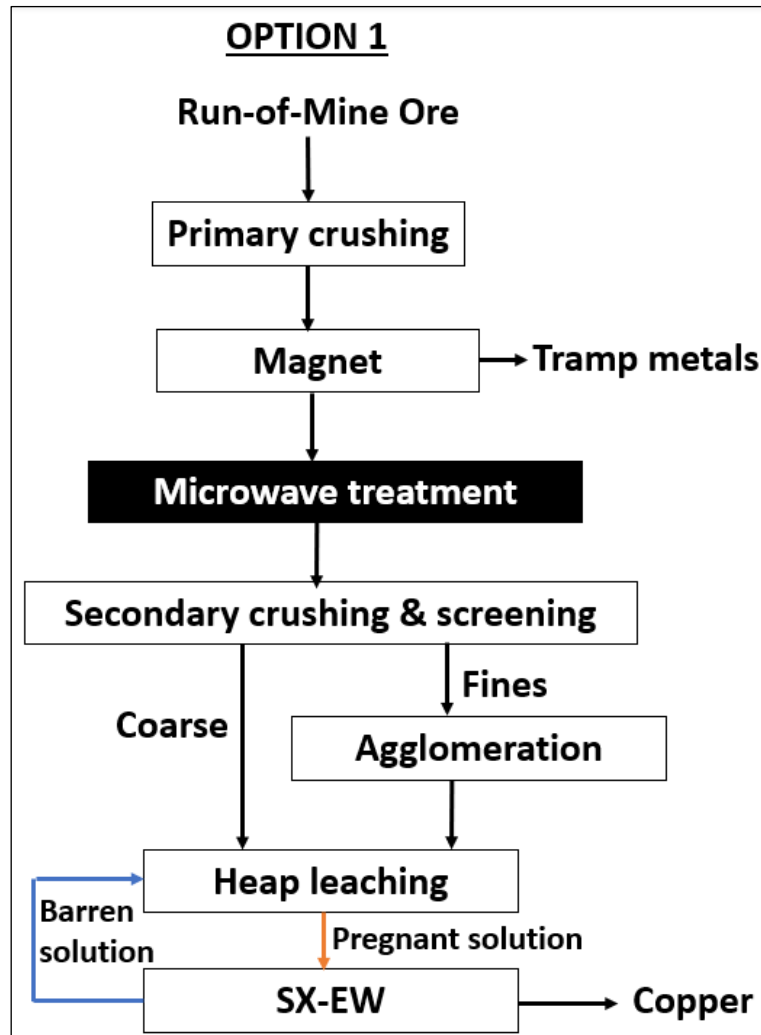 OPTION 1
Run-of-Mine Ore
Primary crushing
Magnet
Tramp metals
Microwave treatment
Secondary crushing & screening
Fines
Coarse
Agglomeration
Heap leaching
Barren
solution
Pregnant solution
SX-EW
Copper